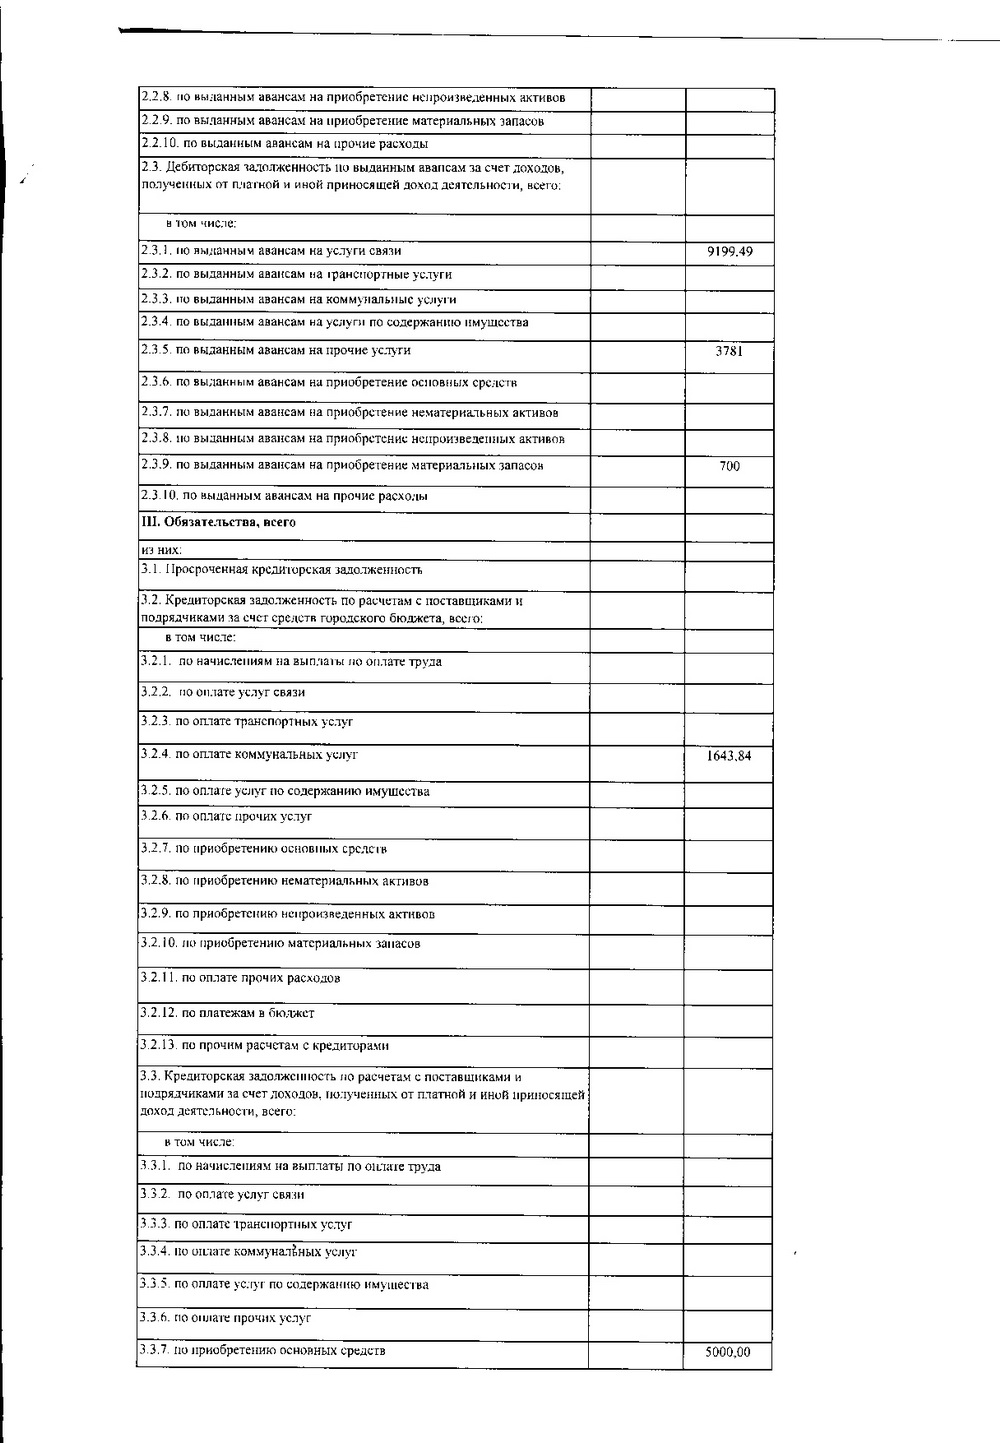 2.2.8. по выданным авансам на приобретение непроизведенных активов
2.2.9. по выданным авансам на приобретение материальных запасов
2.2.10. по выданным авансам на прочие расходы
2.3. Дебиторская задолженность по выданным авансам за счет доходов,
полученных от платной и иной приносящей доход деятельности, всего:
в том числе:
2.3.1. по выданным авансам на услуги связи 9199,49
2.3.2. по выданным авансам на транспортные услуги
2.3.3. по выданным авансам на коммунальные услуги
2.3.4. по выданным авансам на услуги по содержанию имущества
2.3.5. по выданным авансам на прочие услуги 3781
2.3.6. по выданным авансам на приобретение основных средств
2.3.7. по выданным авансам на приобретение нематериальных активов
2.3.8. по выданным авансам на приобретение непроизведенных активов
2.3.9. по выданным авансам на приобретение материальных запасов 700
2.3.10. по выданным авансам на прочие расходы
III. Обязательства, всего
из них:
3.1. Просроченная кредиторская задолженность
3.2. Кредиторская задолженность по расчетам с поставщиками и
подрядчиками за счет средств городского бюджета, всего:
в том числе:
3.2.1. по начислениям на выплаты по оплате труда
3.2.2. по оплате услуг связи
3.2.3. по оплате транспортных услуг
3.2.4. по оплате коммунальных услуг 1643,84
3.2.5. по оплате услуг по содержанию имущества
3.2.6. по оплате прочих услуг
3.2.7. по приобретению основных средств
3.2.8. по приобретению нематериальных активов
3.2.9. по приобретению непроизведенных активов
3.2.10. по приобретению материальных запасов
3.2.11. по оплате прочих расходов
3.2.12. по платежам в бюджет
3.2.13. по прочим расчетам с кредиторами
3.3. Кредиторская задолженность по расчетам с поставщиками и
подрядчиками за счет доходов, полученных от платной и иной приносящей
доход деятельности, всего:
в том числе:
3.3.1. по начислениям на выплаты по оплате труда
3.3.2. по оплате услуг связи
3.3.3. по оплате транспортных услуг
3.3.4. по оплате коммунальных услуг
3.3.5. по оплате услуг по содержанию имущества
3.3.6. по оплате прочих услуг
3.3.7. по приобретению основных средств 5000,00